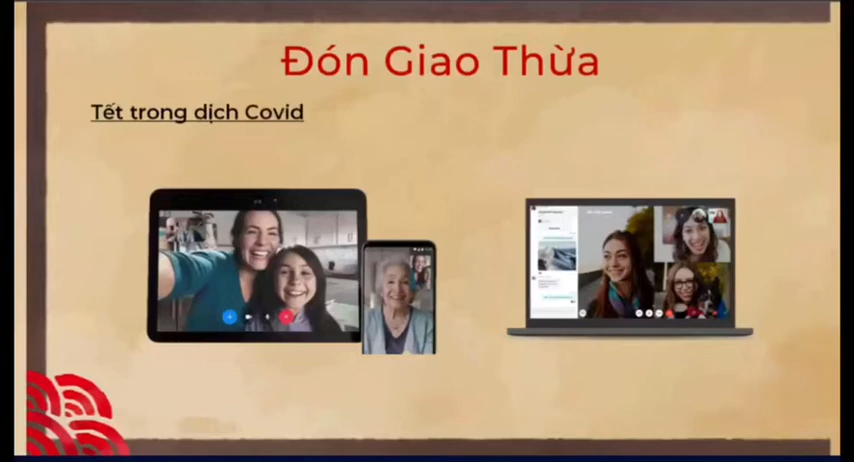 Đón Giao Thừa
Tết trong dịch Covid